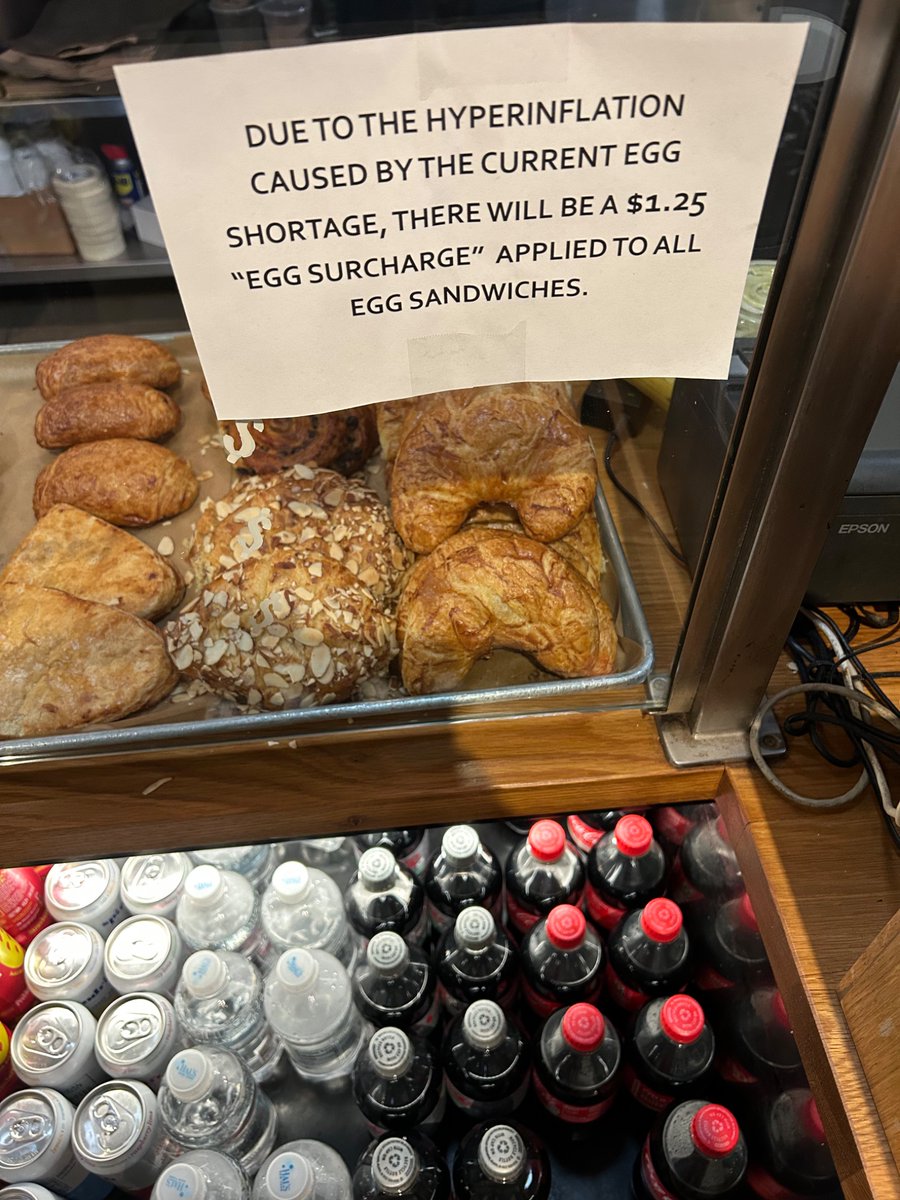 DUE TO THE HYPERINFLATION
CAUSED BY THE CURRENT EGG
SHORTAGE, THERE WILL BE A $1.25
“EGG SURCHARGE” APPLIED TO ALL
EGG SANDWICHES.
EPSON